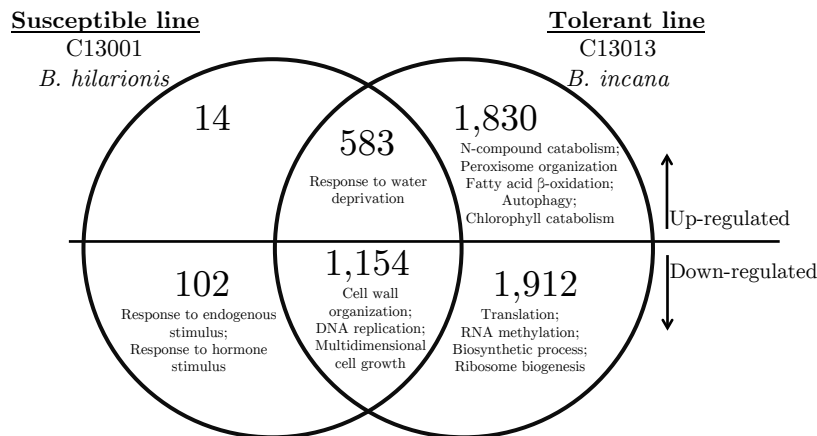 Susceptible line
C13001
B. hilarionis
Tolerant line
C13013
B. incana
14
583
Response to water
deprivation
1,830
N-compound catabolism;
Peroxisome organization
Fatty acid β-oxidation;
Autophagy;
Chlorophyll catabolism
Up-regulated
102
Response to endogenous
stimulus;
Response to hormone
stimulus
1,154
Cell wall
organization;
DNA replication;
Multidimensional
cell growth
1,912
Translation;
RNA methylation;
Biosynthetic process;
Ribosome biogenesis
Down-regulated